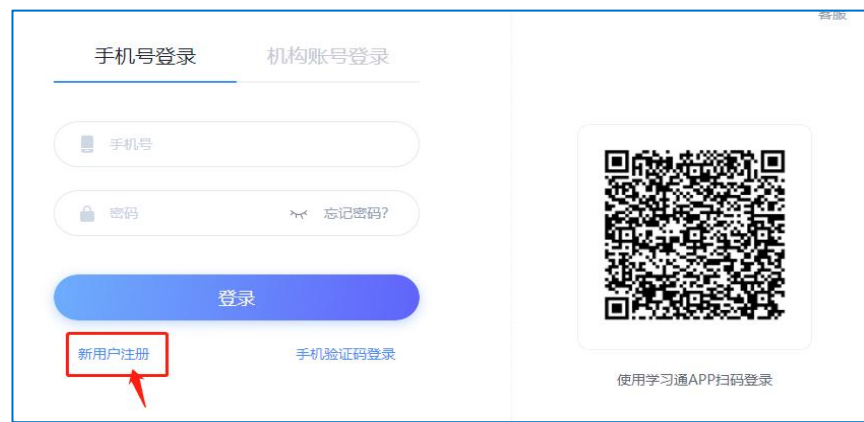 客服
手机号登录
机构账号登录
手机号
密码
忘记密码?
登录
新用户注册
手机验证码登录
使用学习通APP扫码登录